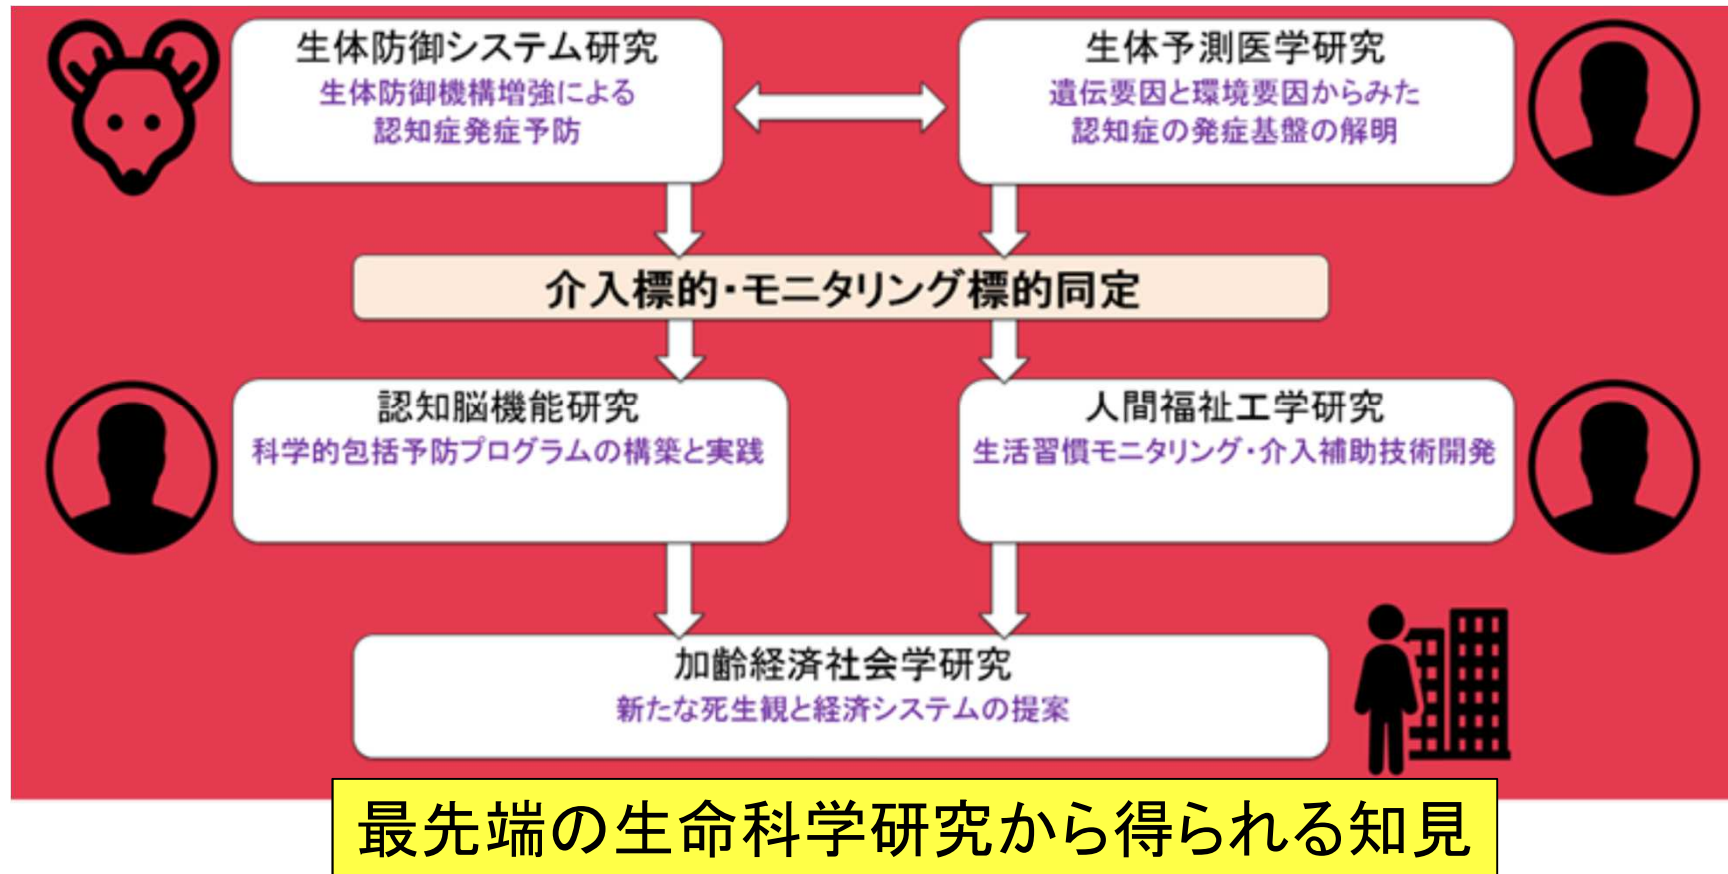 生体防御システム研究
生体防御機構増強による
認知症発症予防
生体予測医学研究
遺伝要因と環境要因からみた
認知症の発症基盤の解明
介入標的・モニタリング標的同定
認知脳機能研究
科学的包括予防プログラムの構築と実践
人間福祉工学研究
生活習慣モニタリング・介入補助技術開発
加齢経済社会学研究
新たな死生観と経済システムの提案
最先端の生命科学研究から得られる知見